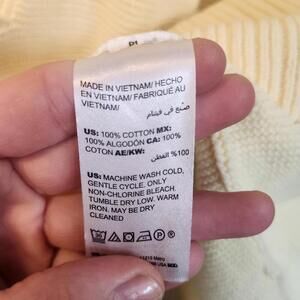 P1
MADE IN VIETNAM/ HECHO
EN VIETNAM/ FABRIQUÉ AU
VIETNAM/
صنع في فيتنام
US: 100% COTTON MX:
100% ALGODÓN CA: 100%
COTON AE/KW:
100% القطن
US: MACHINE WASH COLD,
GENTLE CYCLE. ONLY
NON-CHLORINE BLEACH.
TUMBLE DRY LOW. WARM
IRON. MAY BE DRY
CLEANED